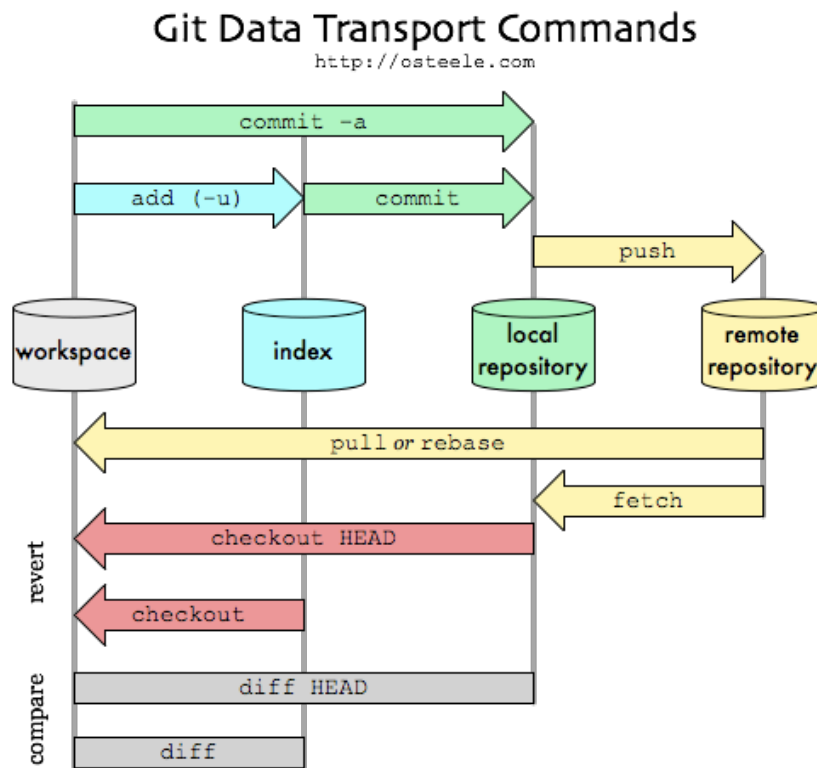 Git Data Transport Commands
http://osteele.com
commit -a
add (-u)
commit
push
workspace
index
local
repository
remote
repository
pull or rebase
fetch
revert
checkout HEAD
checkout
compare
diff HEAD
diff